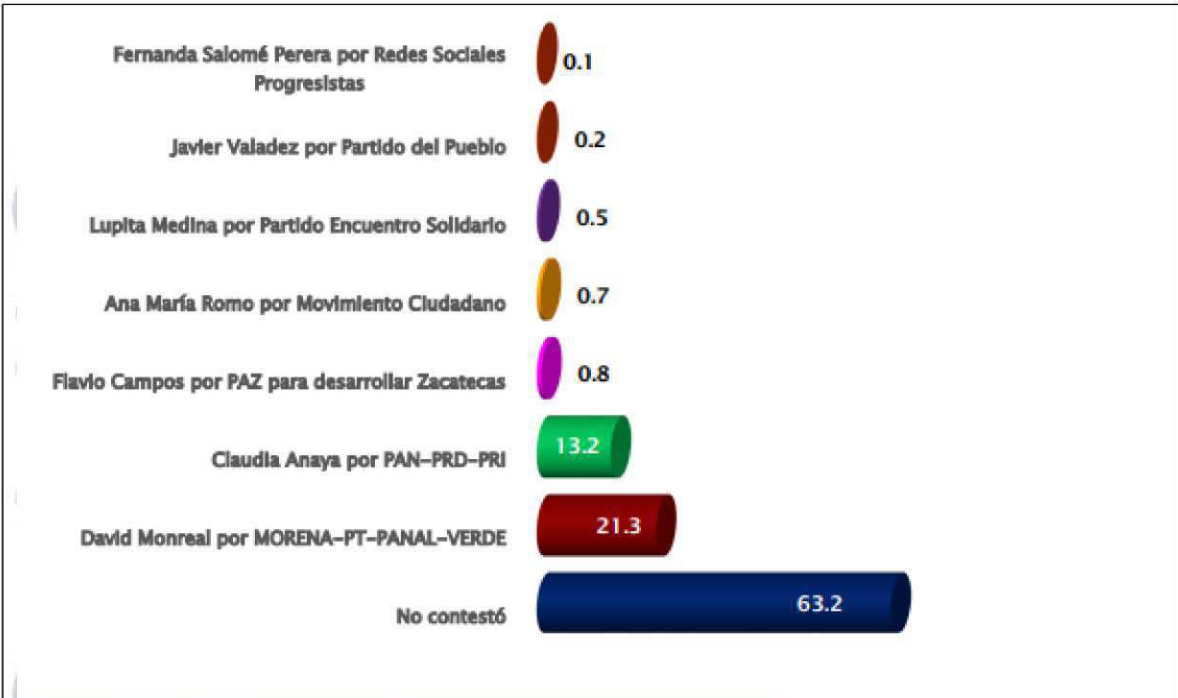 Fernanda Salomé Perera por Redes Sociales
Progresistas
0.1
Javier Valadez por Partido del Pueblo
0.2
Lupita Medina por Partido Encuentro Solidario
0.5
Ana María Romo por Movimiento Ciudadano
0.7
Flavio Campos por PAZ para desarrollar Zacatecas
0.8
Claudia Anaya por PAN-PRD-PRI
13.2
David Monreal por MORENA-PT-PANAL-VERDE
21.3
No contestó
63.2